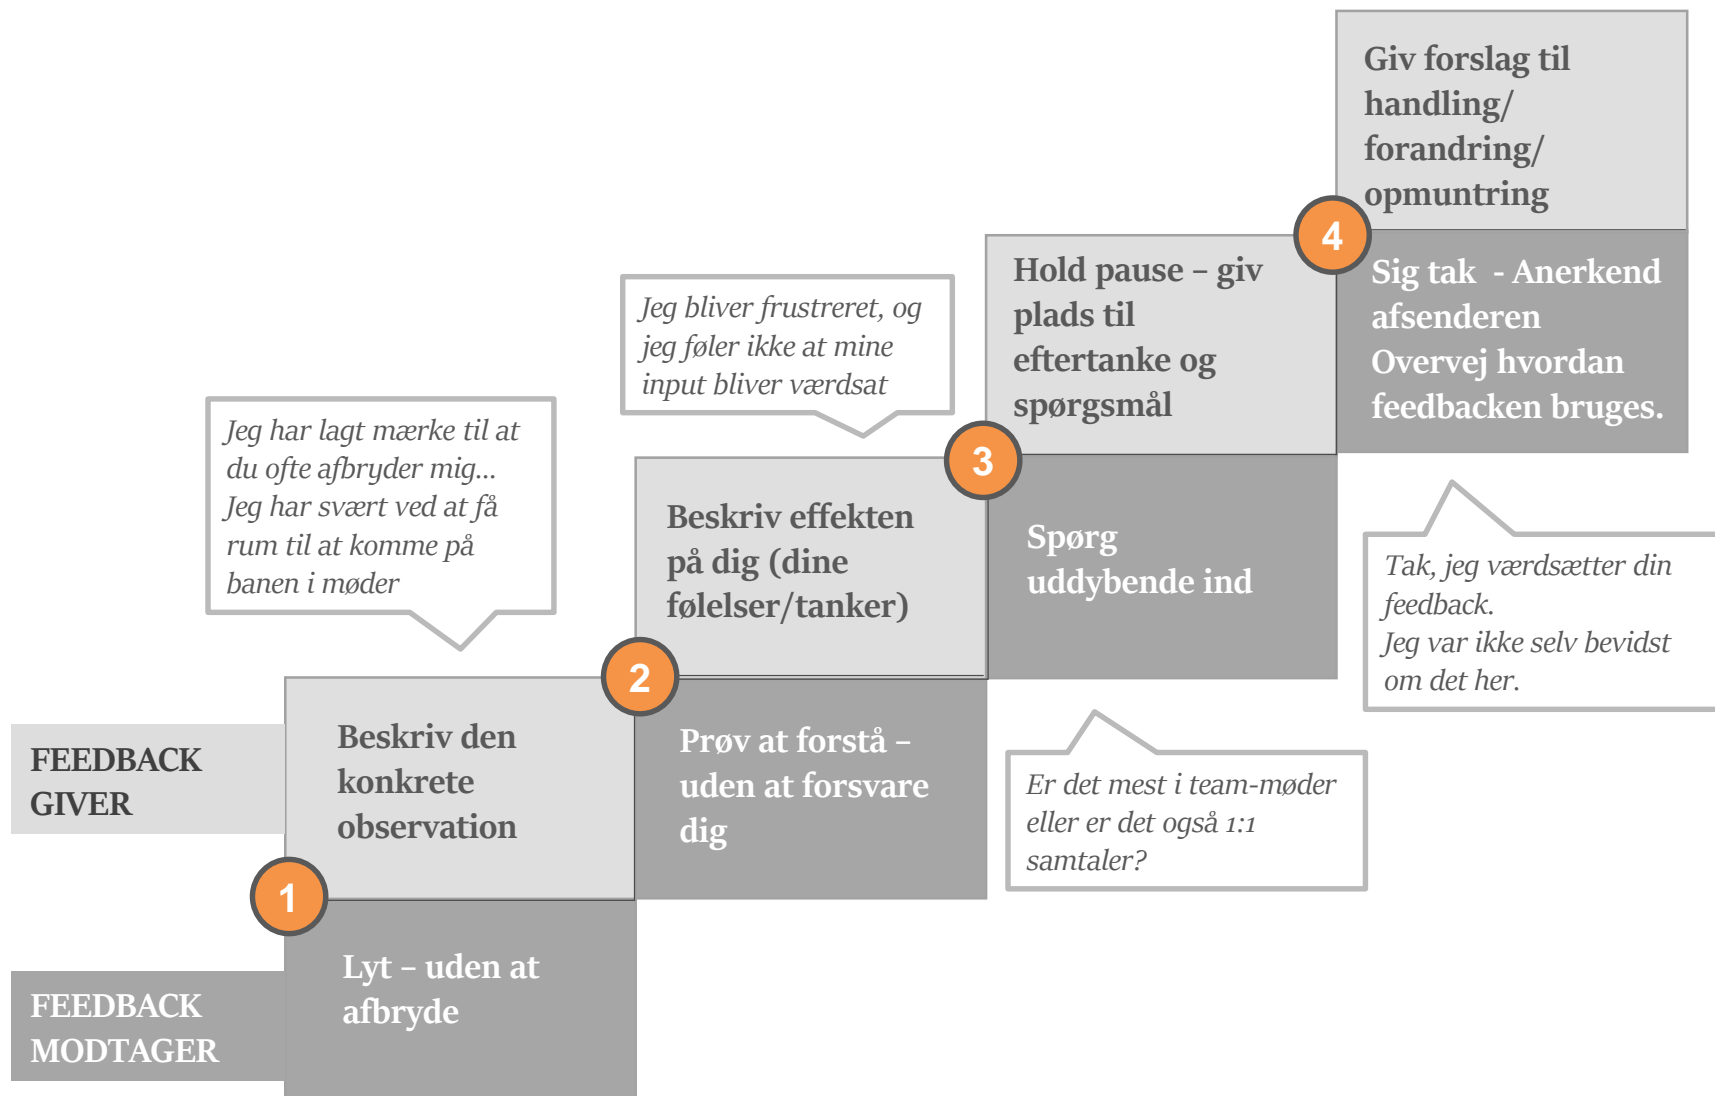 FEEDBACK
GIVER
FEEDBACK
MODTAGER
1
Beskriv den
konkrete
observation
Lyt – uden at
afbryde
Jeg har lagt mærke til at
du ofte afbryder mig...
Jeg har svært ved at få
rum til at komme på
banen i møder
2
Beskriv effekten
på dig (dine
følelser/tanker)
Prøv at forstå –
uden at forsvare
dig
Jeg bliver frustreret, og
jeg føler ikke at mine
input bliver værdsat
3
Hold pause – giv
plads til
eftertanke og
spørgsmål
Spørg
uddybende ind
Er det mest i team-møder
eller er det også 1:1
samtaler?
4
Giv forslag til
handling/
forandring/
opmuntring
Sig tak  - Anerkend
afsenderen
Overvej hvordan
feedbacken bruges.
Tak, jeg værdsætter din
feedback.
Jeg var ikke selv bevidst
om det her.